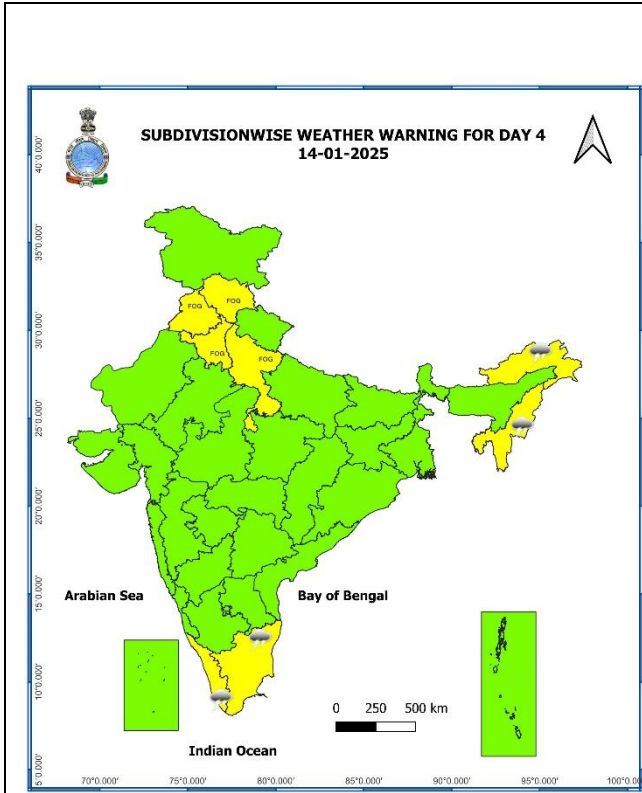 SUBDIVISIONWISE WEATHER WARNING FOR DAY 4
14-01-2025
40°0.000'
35°0.000'
30°0.000'
25°0.000'
20°0.000'
15°0.000'
10°0.000'
5°0.000'
FOG
FOG
FOG
FOG
Arabian Sea
Bay of Bengal
0 250 500 km
Indian Ocean
70°0.000' 75°0.000' 80°0.000' 85°0.000' 90°0.000' 95°0.000' 100°0.0